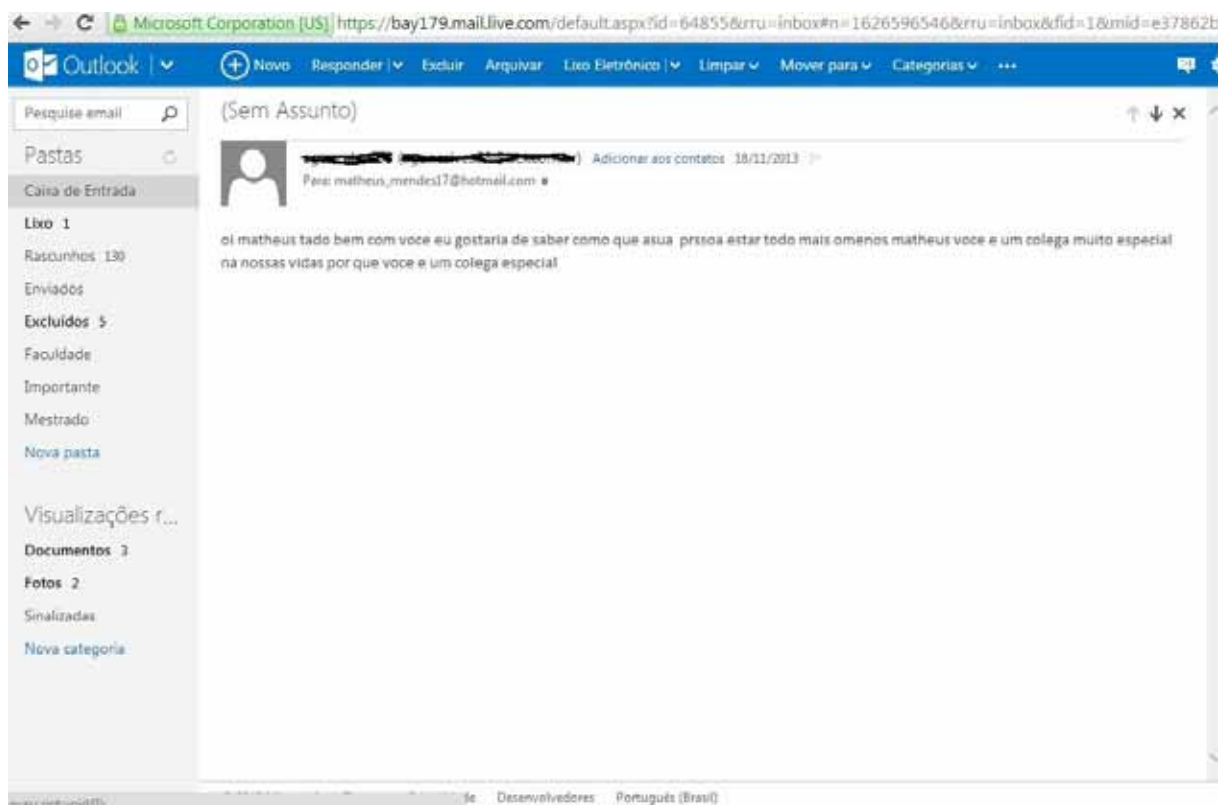 Microsoft Corporation [US] https://bay179.mail.live.com/default.aspx?id=64855&rru=inbox#n=1626596546&rru=inbox&fid=1&mid=e37862b
Outlook Novo Responder Excluir Arquivar Lixo Eletrônico Limpar Mover para Categorias ...
Pesquise email
(Sem Assunto)
Adicionar aos contatos 18/11/2013
Para: matheus_mendes17@hotmail.com
oi matheus tado bem com voce eu gostaria de saber como que asua prssoa estar todo mais omenos matheus voce e um colega muito especial
na nossas vidas por que voce e um colega especial
Pastas
Caixa de Entrada
Lixo 1
Rascunhos 130
Enviados
Excluídos 5
Faculdade
Importante
Mestrado
Nova pasta
Visualizações r...
Documentos 3
Fotos 2
Sinalizadas
Nova categoria
Desenvolvedores Português (Brasil)